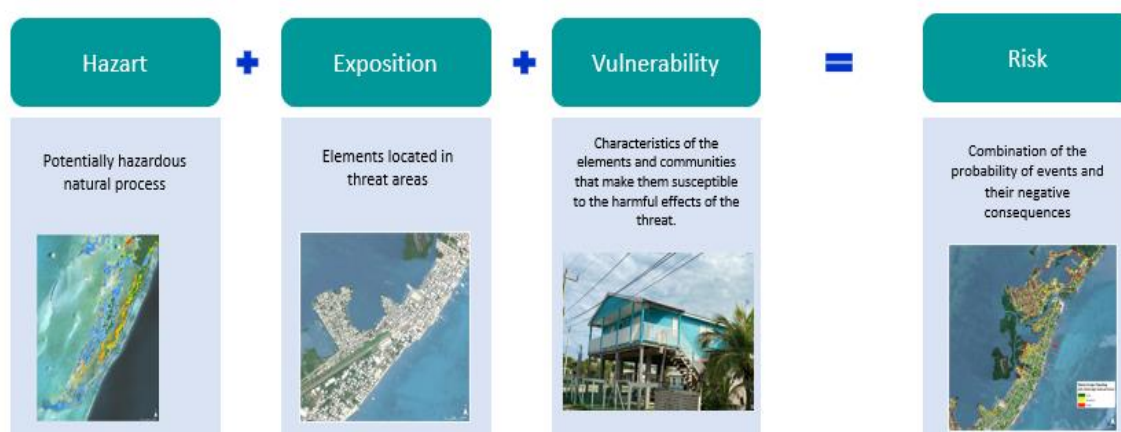 Hazart
Exposition
Vulnerability
Risk
Potentially hazardous
natural process
Elements located in
threat areas
Characteristics of the
elements and communities
that make them susceptible
to the harmful effects of the
threat.
Combination of the
probability of events and
their negative
consequences